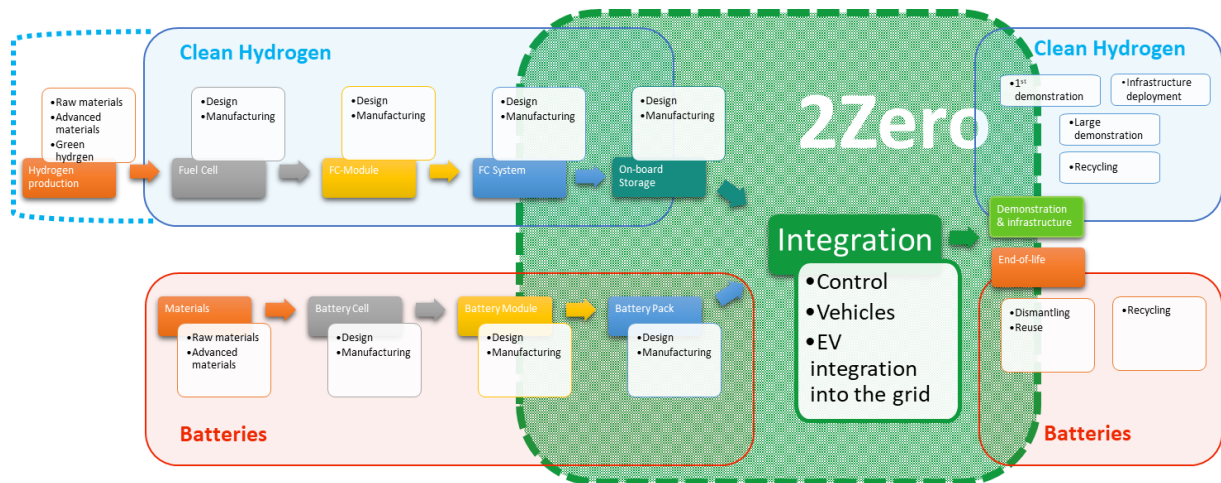 Clean Hydrogen
•Raw materials
•Advanced
materials
•Green
hydrgen
Hydrogen
production
•Design
•Manufacturing
Fuel Cell
•Design
•Manufacturing
FC-Module
•Design
•Manufacturing
FC System
•Design
•Manufacturing
On-board
Storage
2Zero
Clean Hydrogen
•1st
demonstration
•Infrastructure
deployment
•Large
demonstration
•Recycling
Integration
•Control
•Vehicles
•EV
integration
into the grid
Demonstration
& infrastructure
End-of-life
Materials
•Raw materials
•Advanced
materials
Battery Cell
•Design
•Manufacturing
Battery Module
•Design
•Manufacturing
Battery Pack
•Design
•Manufacturing
•Dismantling
•Reuse
•Recycling
Batteries
Batteries